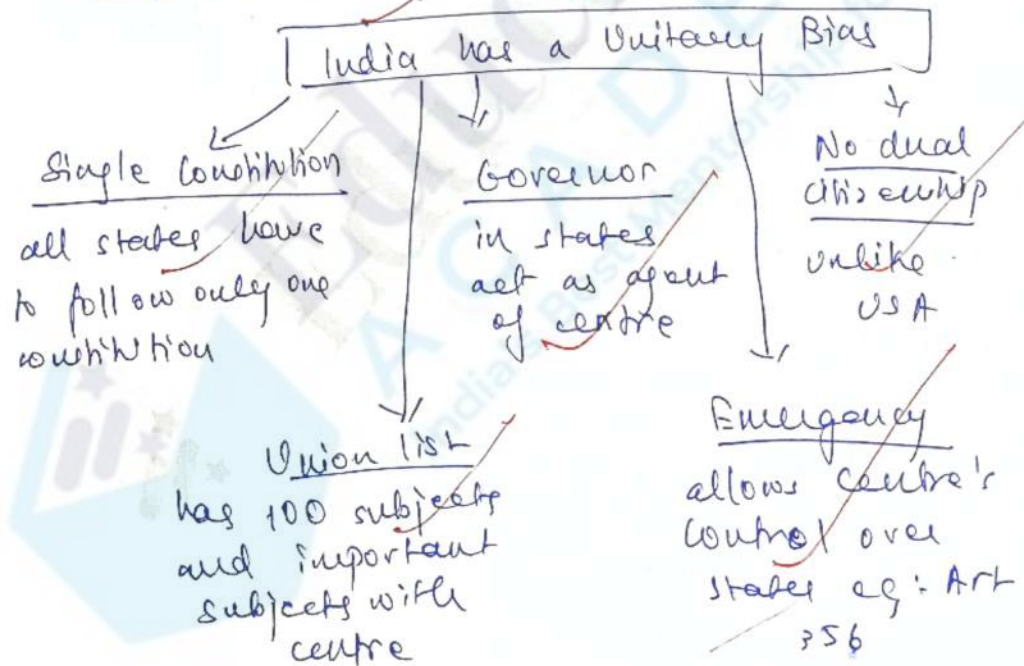 India has a Unitary Bias
Single Constitution
all states have
to follow only one
constitution
Governor
in states
act as agent
of centre
No dual
citizenship
unlike
USA
Union list
has 100 subjects
and important
subjects with
centre
Emergency
allows centre's
control over
states eg: Art
356